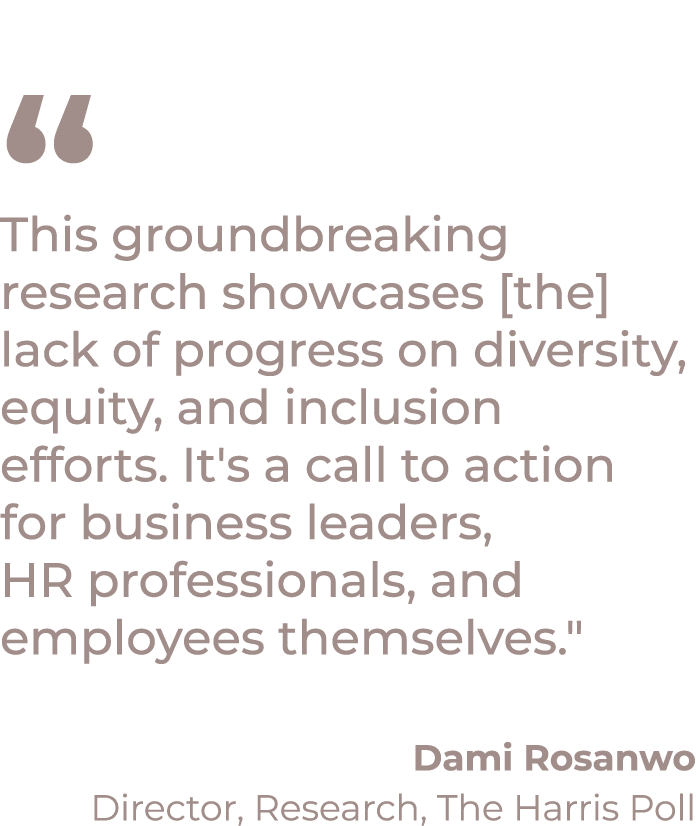 “
This groundbreaking
research showcases [the]
lack of progress on diversity,
equity, and inclusion
efforts. It's a call to action
for business leaders,
HR professionals, and
employees themselves."
Dami Rosanwo
Director, Research, The Harris Poll